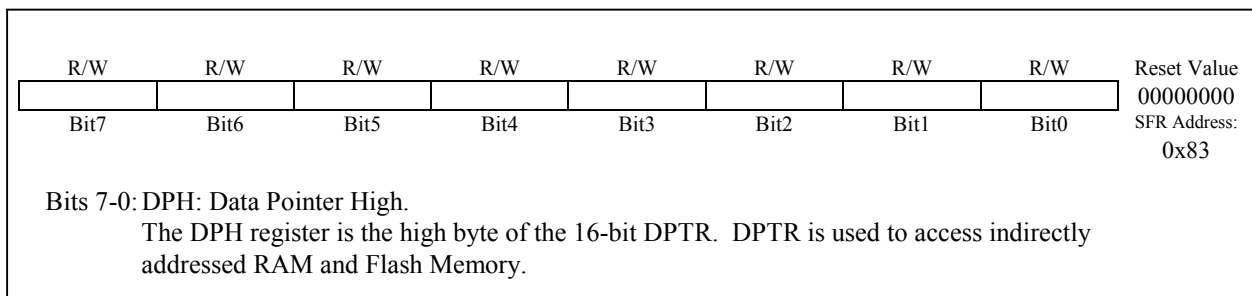 R/W R/W R/W R/W R/W R/W R/W R/W Reset Value
00000000
Bit7 Bit6 Bit5 Bit4 Bit3 Bit2 Bit1 Bit0 SFR Address:
0x83
Bits 7-0: DPH: Data Pointer High.
The DPH register is the high byte of the 16-bit DPTR. DPTR is used to access indirectly
addressed RAM and Flash Memory.